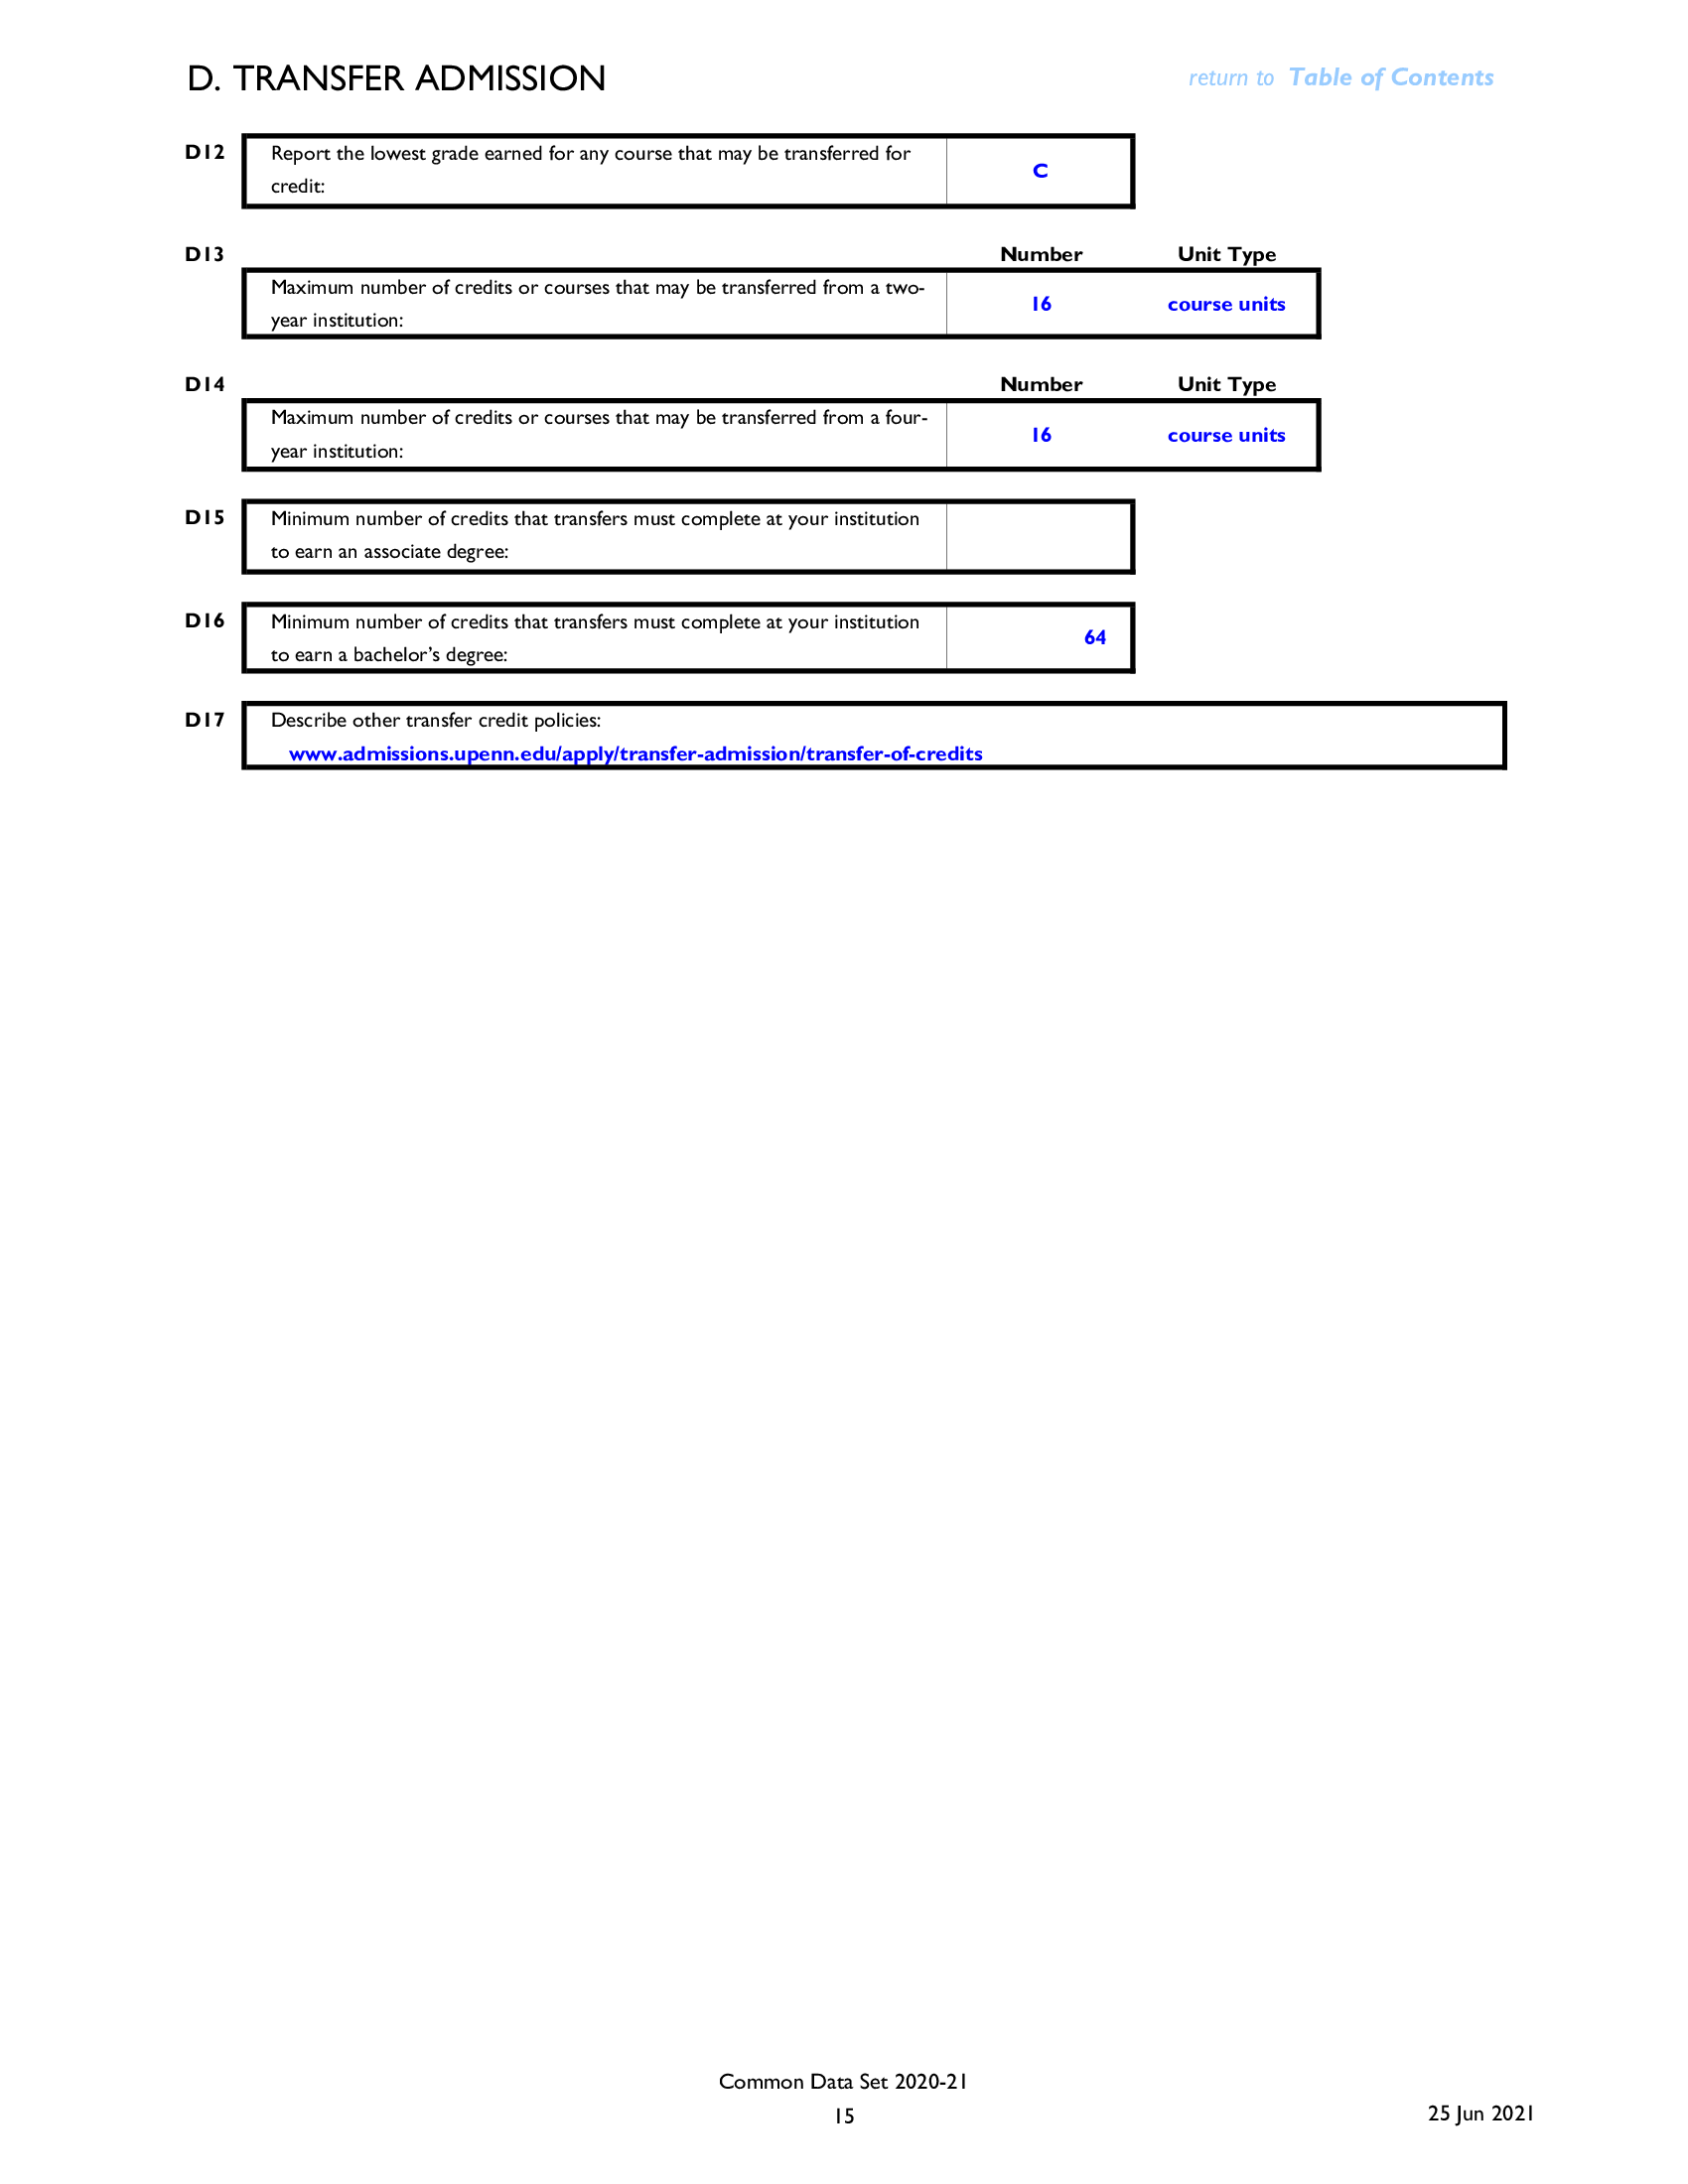 D. TRANSFER ADMISSION
return to Table of Contents
D12
Report the lowest grade earned for any course that may be transferred for
credit:
C
D13
Number Unit Type
Maximum number of credits or courses that may be transferred from a two-
year institution:
16 course units
D14
Number Unit Type
Maximum number of credits or courses that may be transferred from a four-
year institution:
16 course units
D15
Minimum number of credits that transfers must complete at your institution
to earn an associate degree:
D16
Minimum number of credits that transfers must complete at your institution
to earn a bachelor’s degree:
64
D17
Describe other transfer credit policies:
www.admissions.upenn.edu/apply/transfer-admission/transfer-of-credits
Common Data Set 2020-21
15
25 Jun 2021